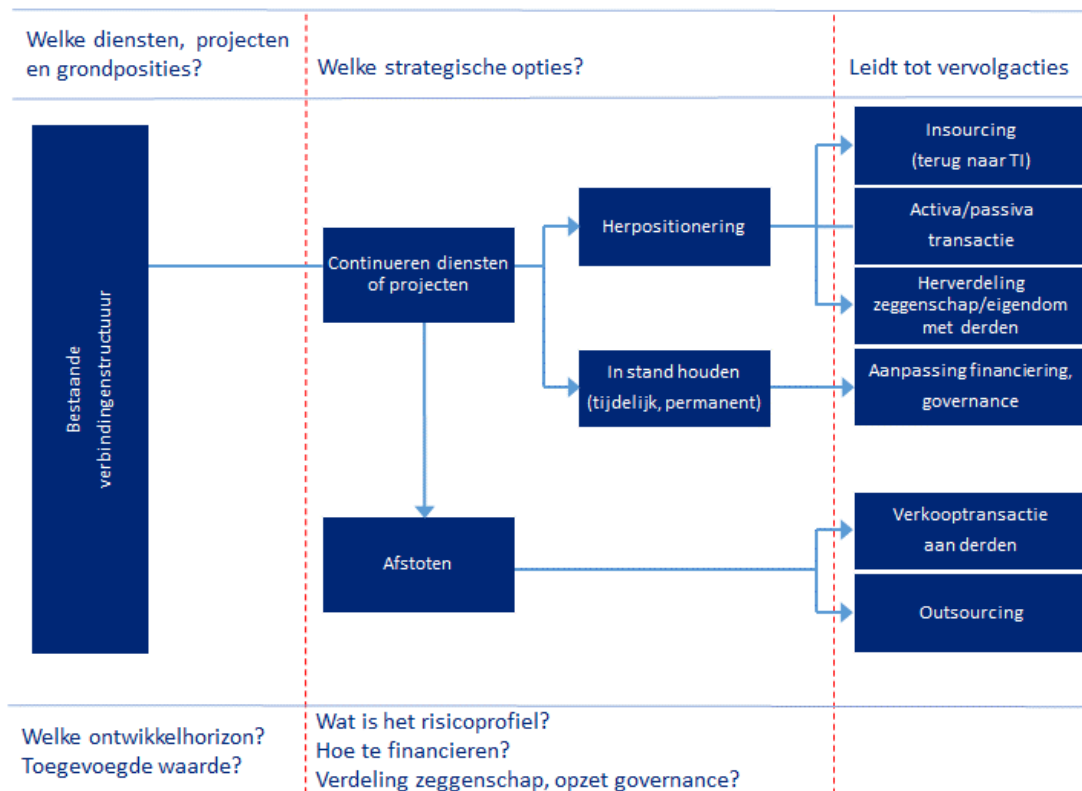 Welke diensten, projecten
en grondposities?
Welke strategische opties?
Leidt tot vervolgacties
Bestaande
verbindingenstructuuur
Continueren diensten
of projecten
Afstoten
Herpositionering
In stand houden
(tijdelijk, permanent)
Insourcing
(terug naar TI)
Activa/passiva
transactie
Herverdeling
zeggenschap/eigendom
met derden
Aanpassing financiering,
governance
Verkooptransactie
aan derden
Outsourcing
Welke ontwikkelhorizon?
Toegevoegde waarde?
Wat is het risicoprofiel?
Hoe te financieren?
Verdeling zeggenschap, opzet governance?